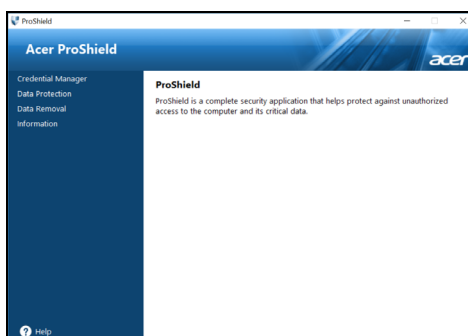 ProShield
Acer ProShield
acer
Credential Manager
Data Protection
Data Removal
Information
ProShield
ProShield is a complete security application that helps protect against unauthorized
access to the computer and its critical data.
? Help